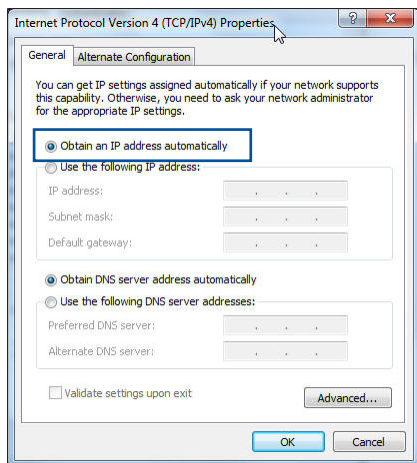 Internet Protocol Version 4 (TCP/IPv4) Properties
General
Alternate Configuration
You can get IP settings assigned automatically if your network supports
this capability. Otherwise, you need to ask your network administrator
for the appropriate IP settings.
Obtain an IP address automatically
Use the following IP address:
IP address:
Subnet mask:
Default gateway:
Obtain DNS server address automatically
Use the following DNS server addresses:
Preferred DNS server:
Alternate DNS server:
Validate settings upon exit
Advanced...
OK
Cancel